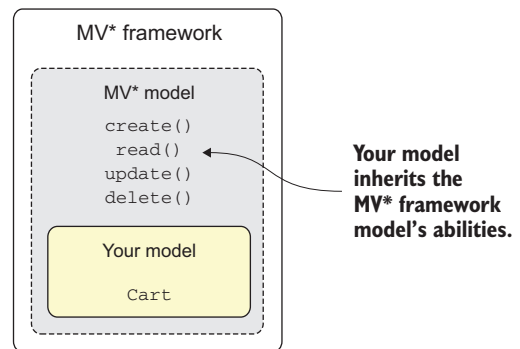 MV* framework
MV* model
create()
read()
update()
delete()
Your model
Cart
Your model
inherits the
MV* framework
model's abilities.